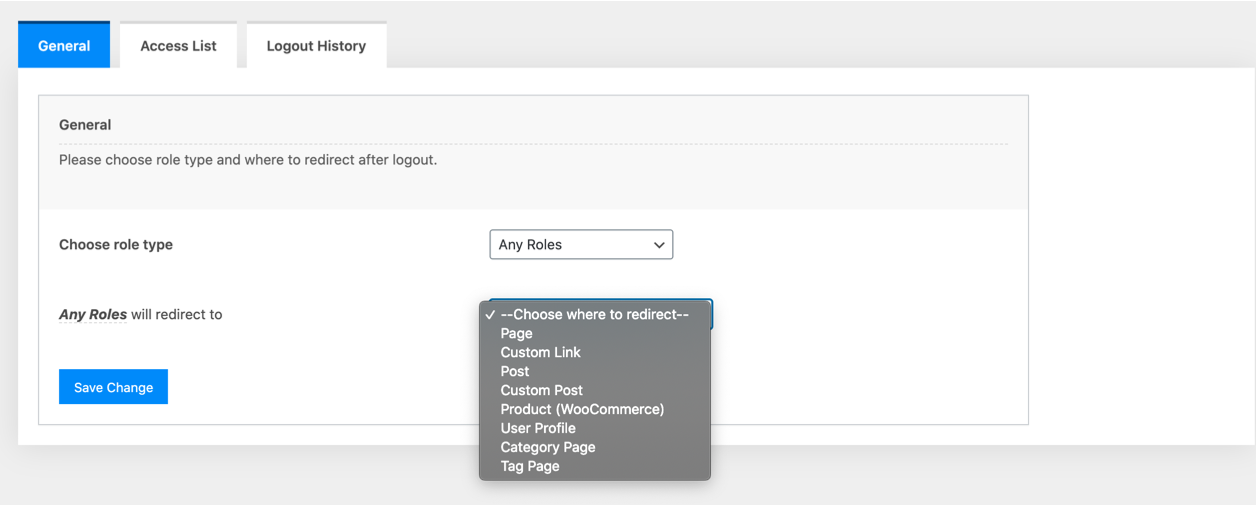 General
Access List
Logout History
General
Please choose role type and where to redirect after logout.
Choose role type
Any Roles
Any Roles will redirect to
--Choose where to redirect--
Page
Custom Link
Post
Custom Post
Product (WooCommerce)
User Profile
Category Page
Tag Page
Save Change